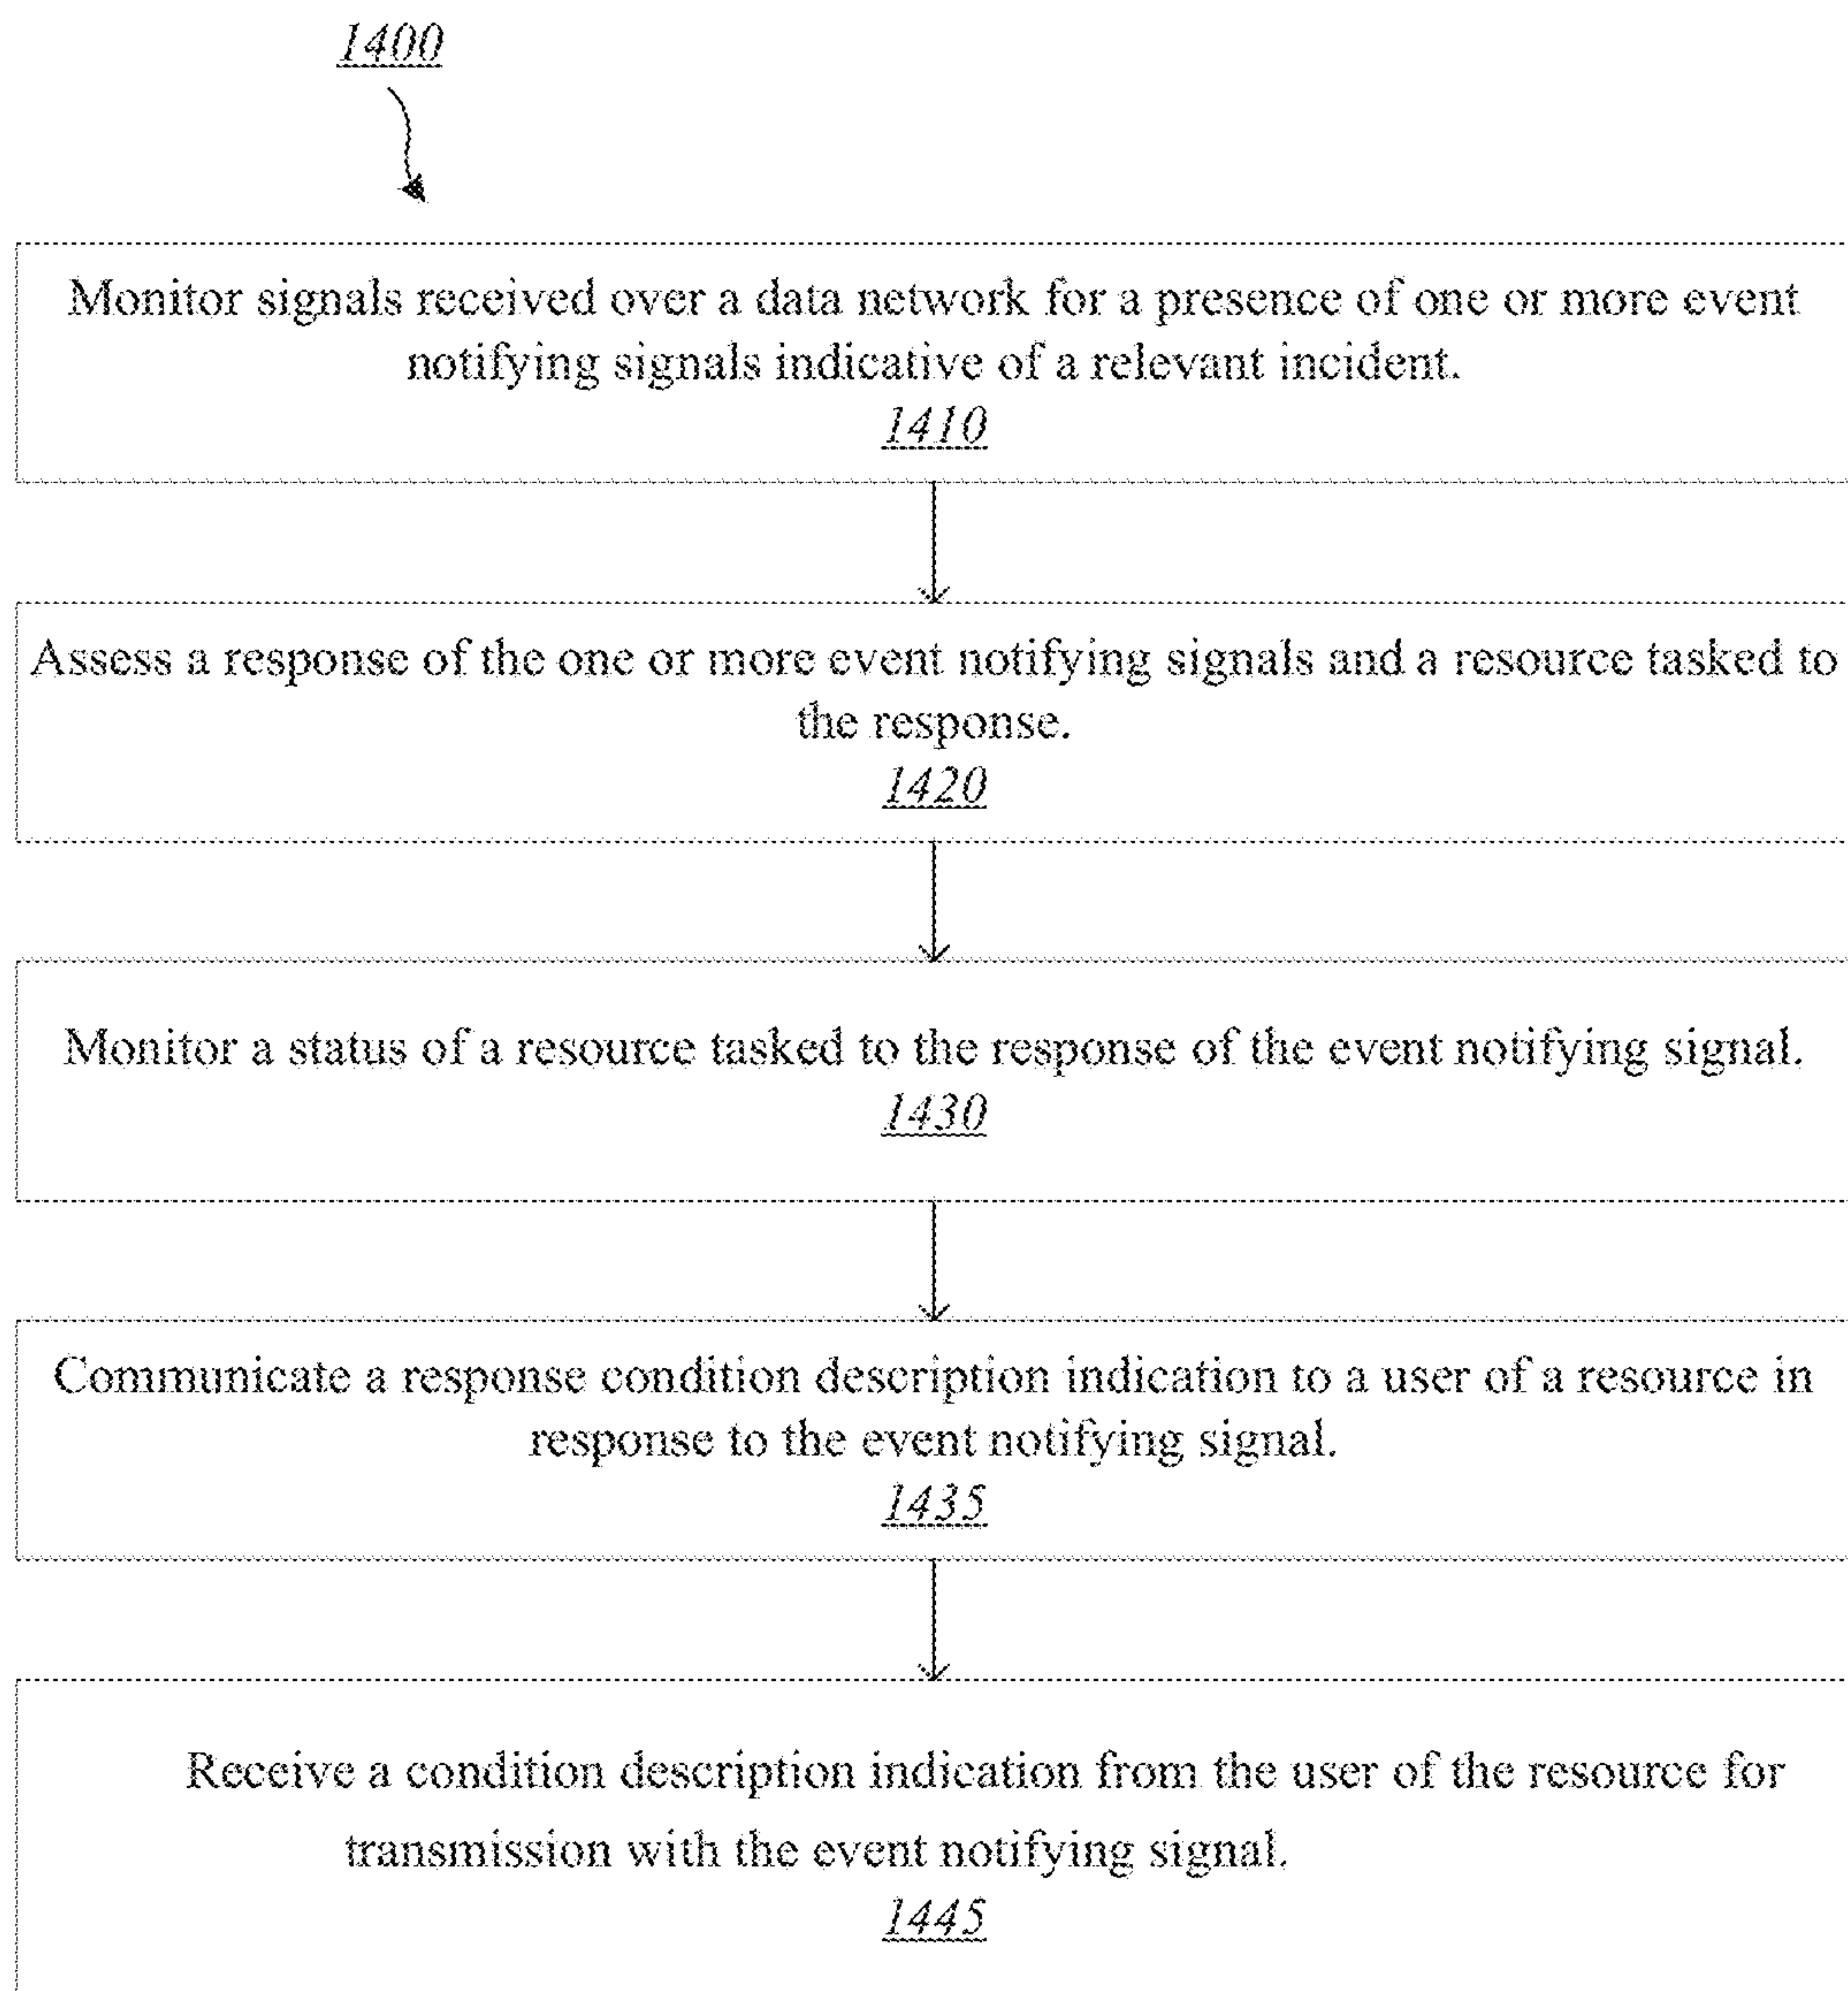 1400
Monitor signals received over a data network for a presence of one or more event
notifying signals indicative of a relevant incident.
1410
Assess a response of the one or more event notifying signals and a resource tasked to
the response.
1420
Monitor a status of a resource tasked to the response of the event notifying signal.
1430
Communicate a response condition description indication to a user of a resource in
response to the event notifying signal.
1435
Receive a condition description indication from the user of the resource for
transmission with the event notifying signal.
1445